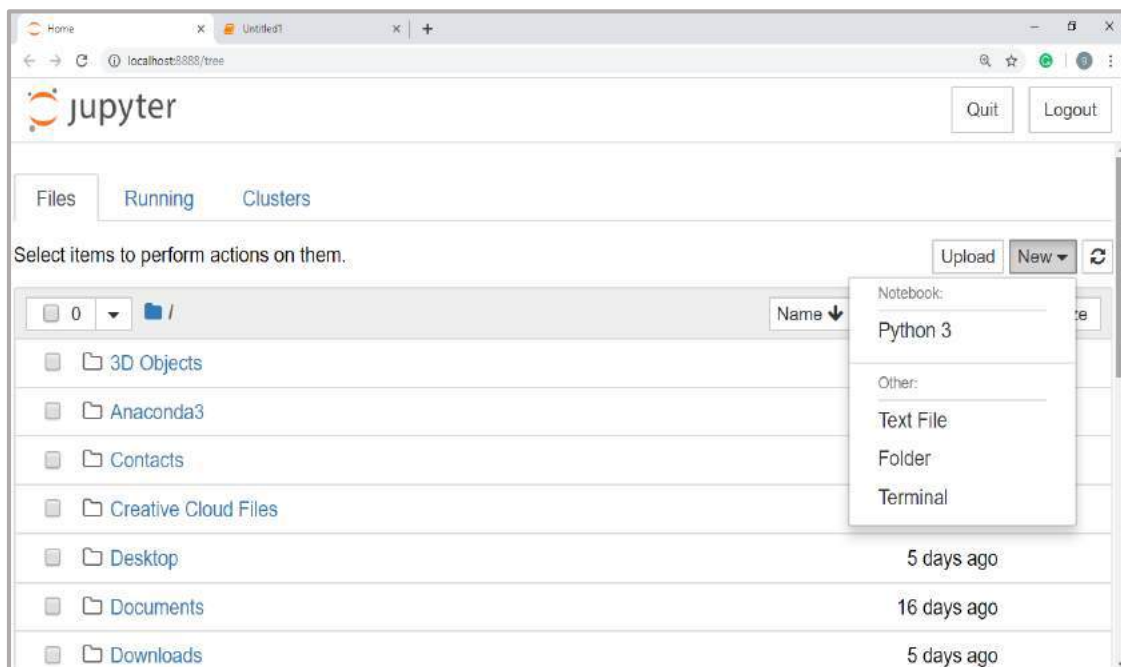 Home Untitled1
localhost:8888/tree
jupyter Quit Logout
Files Running Clusters
Select items to perform actions on them. Upload New
0 / Name ze
Notebook:
Python 3
Other:
Text File
Folder
Terminal
3D Objects
Anaconda3
Contacts
Creative Cloud Files
Desktop 5 days ago
Documents 16 days ago
Downloads 5 days ago